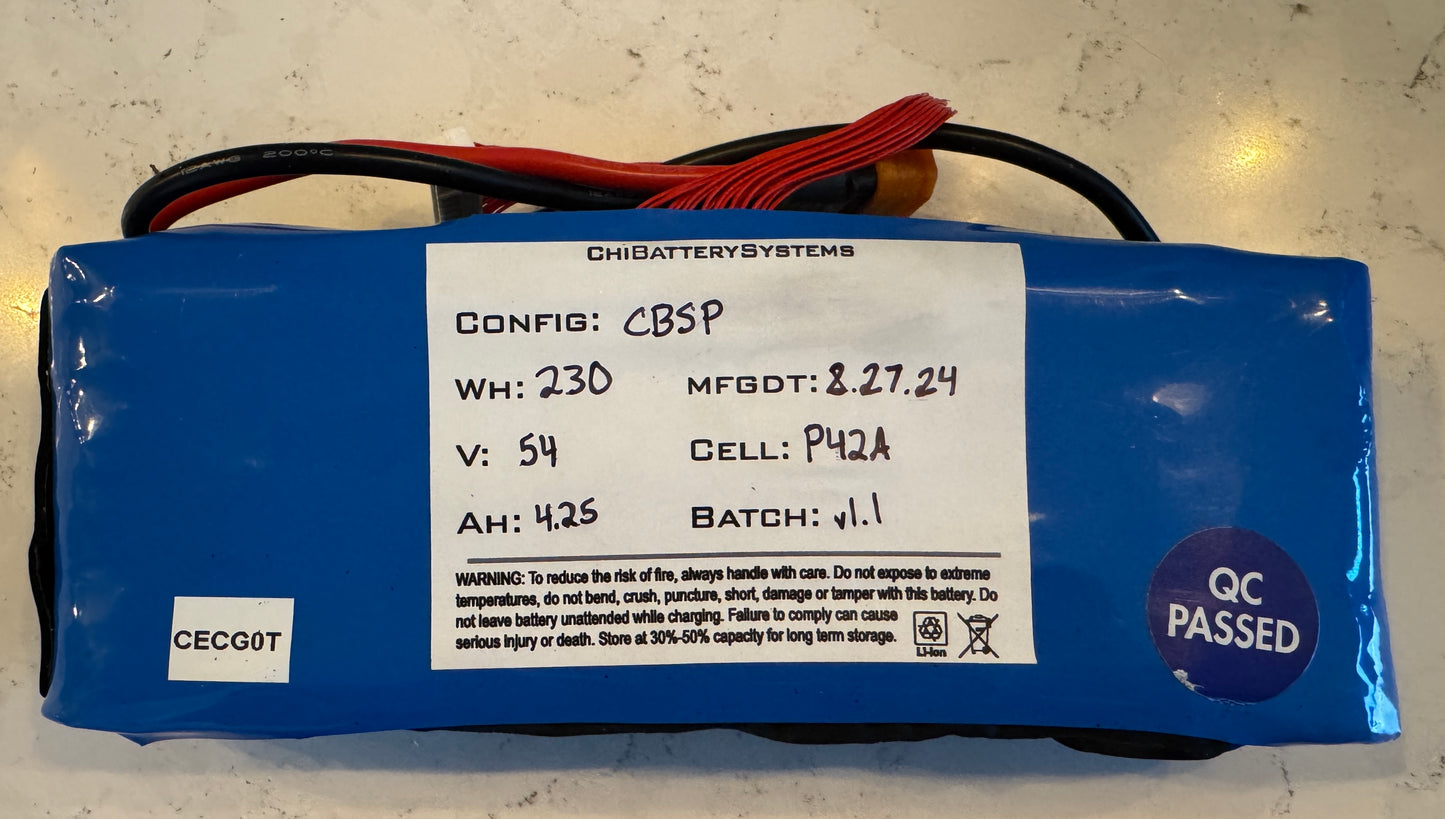 AWG 200°C
CHIBATTERYSYSTEMS
CONFIG: CBSP
WH: 230 MFGDT: 8.27.24
V: 54 CELL: P42A
AH: 4.25 BATCH: v1.1
WARNING: To reduce the risk of fire, always handle with care. Do not expose to extreme
temperatures, do not bend, crush, puncture, short, damage or tamper with this battery. Do
not leave battery unattended while charging. Failure to comply can cause
serious injury or death. Store at 30%-50% capacity for long term storage.
Li-ion
CECG0T
QC
PASSED